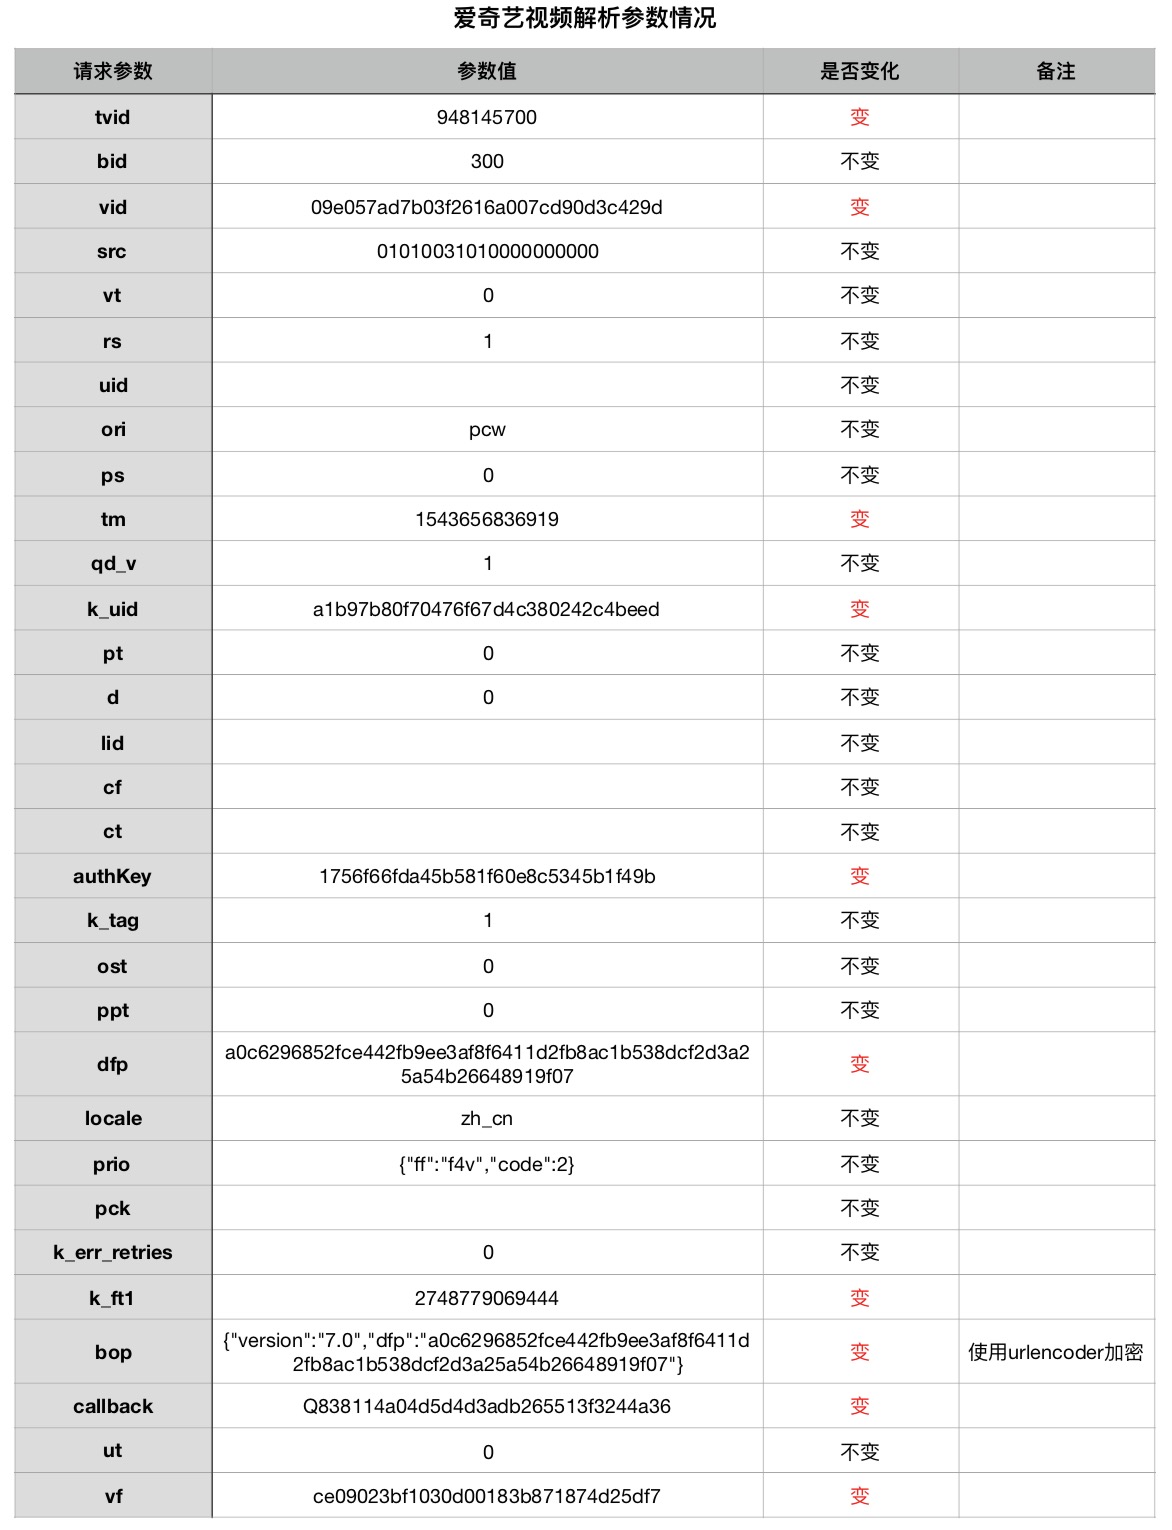 爱奇艺视频解析参数情况
请求参数 参数值 是否变化 备注
tvid 948145700 变
bid 300 不变
vid 09e057ad7b03f2616a007cd90d3c429d 变
src 01010031010000000000 不变
vt 0 不变
rs 1 不变
uid 不变
ori pcw 不变
ps 0 不变
tm 1543656836919 变
qd_v 1 不变
k_uid a1b97b80f70476f67d4c380242c4beed 变
pt 0 不变
d 0 不变
lid 不变
cf 不变
ct 不变
authKey 1756f66fda45b581f60e8c5345b1f49b 变
k_tag 1 不变
ost 0 不变
ppt 0 不变
dfp a0c6296852fce442fb9ee3af8f6411d2fb8ac1b538dcf2d3a2
5a54b26648919f07 变
locale zh_cn 不变
prio {"ff":"f4v","code":2} 不变
pck 不变
k_err_retries 0 不变
k_ft1 2748779069444 变
bop {"version":"7.0","dfp":"a0c6296852fce442fb9ee3af8f6411d
2fb8ac1b538dcf2d3a25a54b26648919f07"} 变 使用urlencoder加密
callback Q838114a04d5d4d3adb265513f3244a36 变
ut 0 不变
vf ce09023bf1030d00183b871874d25df7 变